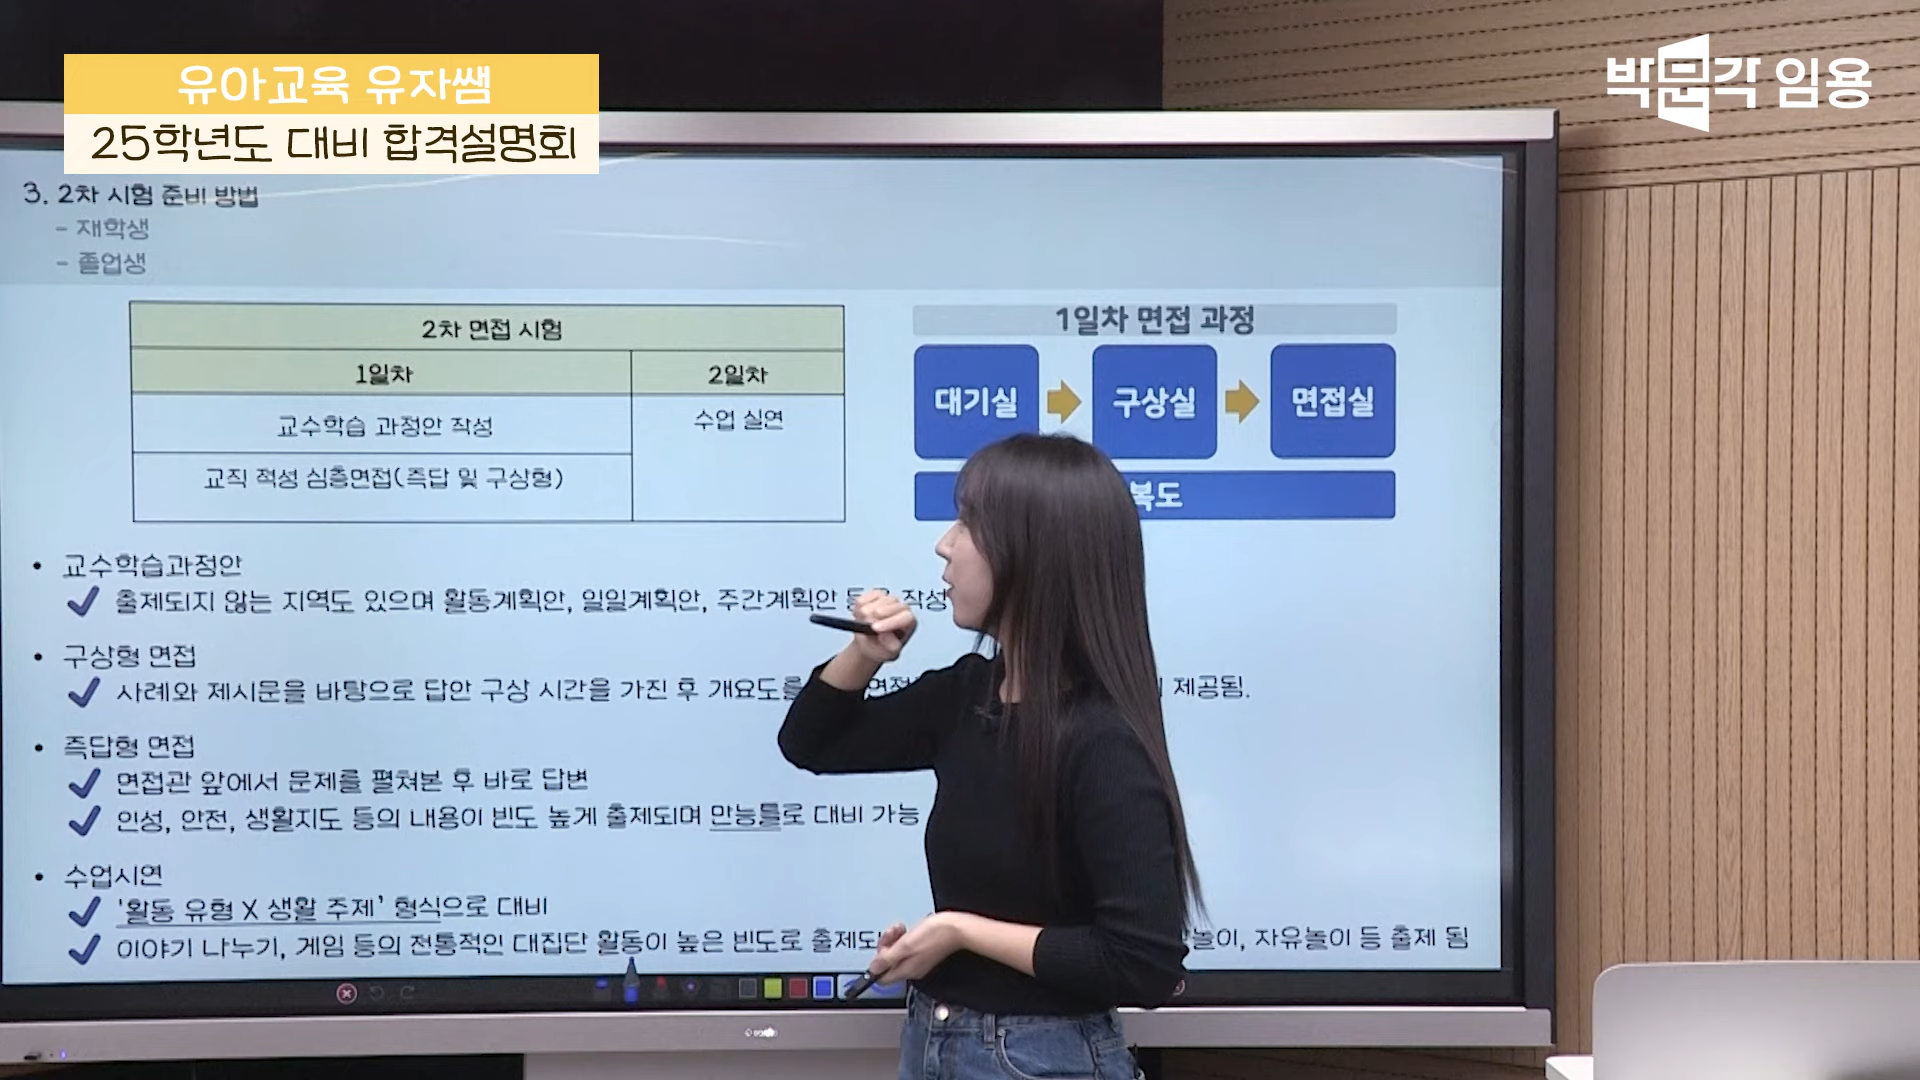 유아교육 유자쌤
25학년도 대비 합격설명회
박문각 임용
3. 2차 시험 준비 방법
- 재학생
- 졸업생
2차 면접 시험
1일차
2일차
교수학습 과정안 작성
수업 실연
교직 적성 심층면접(즉답 및 구상형)
1일차 면접 과정
대기실
구상실
면접실
복도
• 교수학습과정안
출제되지 않는 지역도 있으며 활동계획안, 일일계획안, 주간계획안 등을 작성
• 구상형 면접
사례와 제시문을 바탕으로 답안 구상 시간을 가진 후 개요도를 제공됨.
• 즉답형 면접
면접관 앞에서 문제를 펼쳐본 후 바로 답변
인성, 안전, 생활지도 등의 내용이 빈도 높게 출제되며 만능틀로 대비 가능
• 수업시연
'활동 유형 X 생활 주제' 형식으로 대비
이야기 나누기, 게임 등의 전통적인 대집단 활동이 높은 빈도로 출제되 놀이, 자유놀이 등 출제 됨